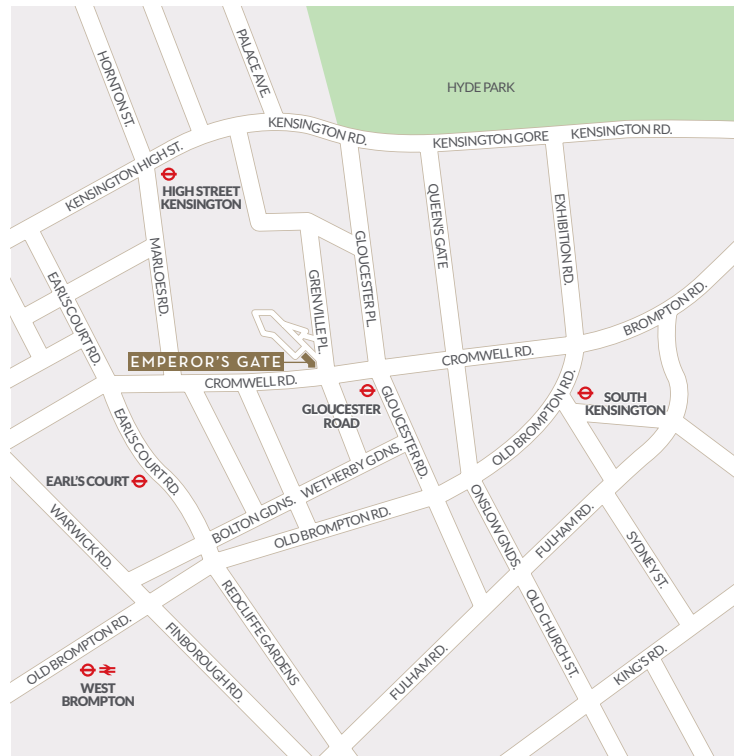 HORNTON ST.
PALACE AVE.
HYDE PARK
KENSINGTON RD.
KENSINGTON GORE
KENSINGTON RD.
KENSINGTON HIGH ST.
HIGH STREET
KENSINGTON
QUEEN'S GATE
EXHIBITION RD.
MARLOES RD.
GLOUCESTER PL.
GRENVILLE PL.
EARL'S COURT RD.
BROMPTON RD.
EMPEROR'S GATE
CROMWELL RD.
CROMWELL RD.
GLOUCESTER
ROAD
GLOUCESTER RD.
OLD BROMPTON RD.
SOUTH
KENSINGTON
EARL'S COURT RD.
EARL'S COURT
WETHERBY GDNS.
BOLTON GDNS.
OLD BROMPTON RD.
ONSLOW GNDS.
FULHAM RD.
SYDNEY ST.
WARWICK RD.
REDCLIFFE GARDENS
OLD CHURCH ST.
OLD BROMPTON RD.
FINBOROUGH RD.
FULHAM RD.
KING'S RD.
WEST
BROMPTON